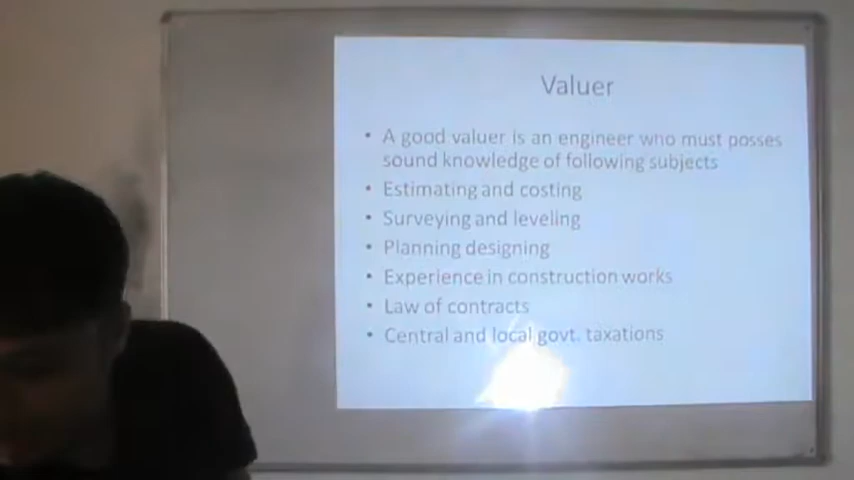 Valuer
• A good valuer is an engineer who must posses
sound knowledge of following subjects
• Estimating and costing
• Surveying and leveling
• Planning designing
• Experience in construction works
• Law of contracts
• Central and local govt. taxations